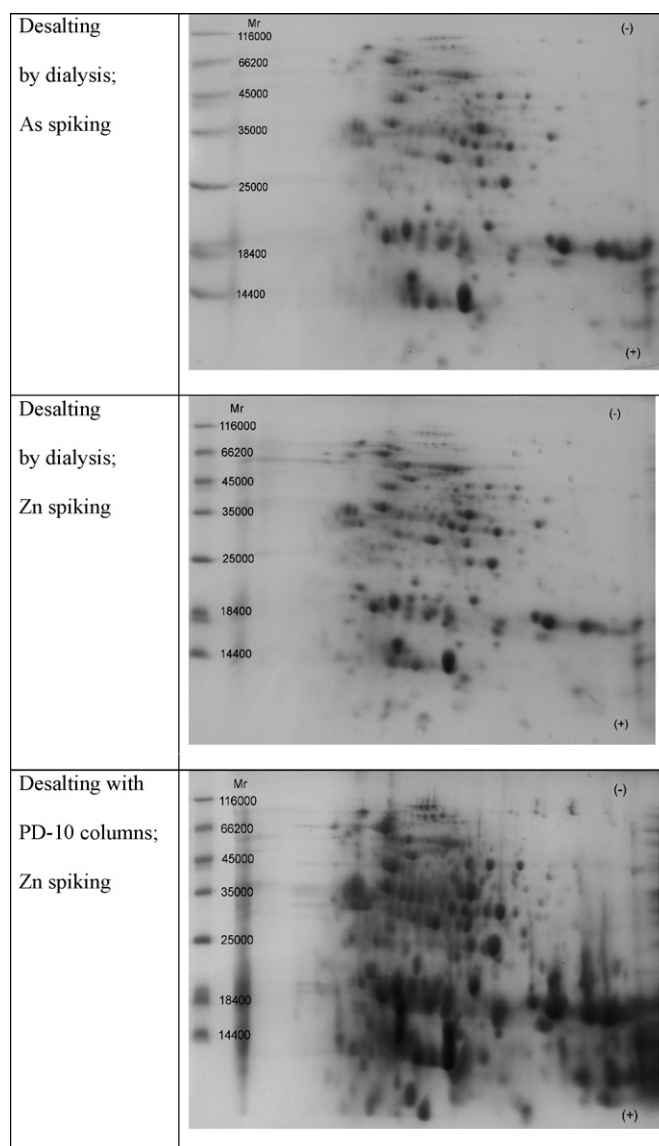 Desalting
by dialysis;
As spiking
Mr
116000
66200
45000
35000
25000
18400
14400
(-)
(+)
Desalting
by dialysis;
Zn spiking
Mr
116000
66200
45000
35000
25000
18400
14400
(-)
(+)
Desalting with
PD-10 columns;
Zn spiking
Mr
116000
66200
45000
35000
25000
18400
14400
(-)
(+)